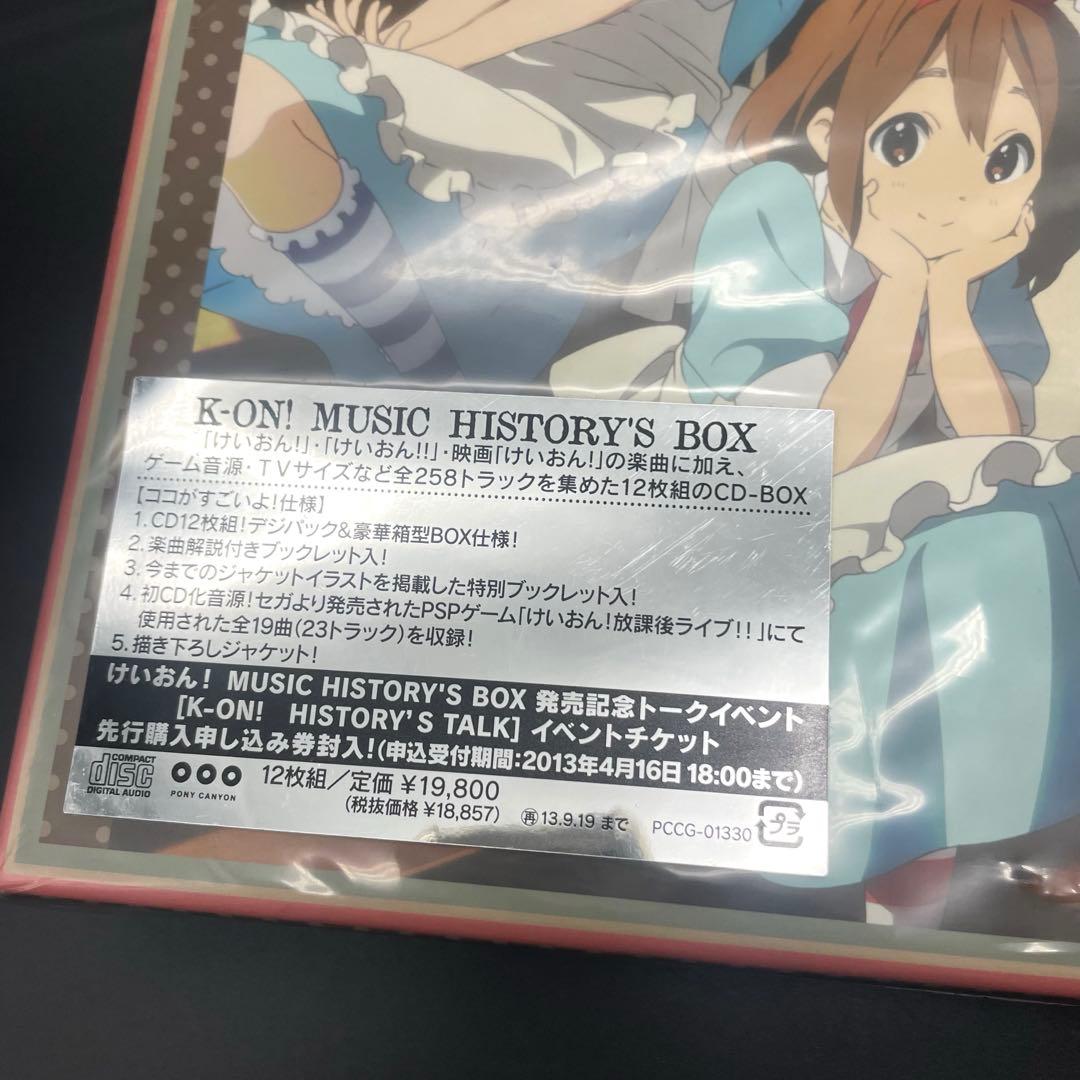 K-ON! MUSIC HISTORY'S BOX
「けいおん!」・「けいおん!!」・映画「けいおん!」の楽曲に加え、
ゲーム音源・TVサイズなど全258トラックを集めた12枚組のCD-BOX
【ココがすごいよ!仕様】
1. CD12枚組!デジパック&豪華箱型BOX仕様!
2. 楽曲解説付きブックレット入!
3. 今までのジャケットイラストを掲載した特別ブックレット入!
4. 初CD化音源!セガより発売されたPSPゲーム「けいおん!放課後ライブ!!」にて
使用された全19曲(23トラック)を収録!
5. 描き下ろしジャケット!
けいおん! MUSIC HISTORY'S BOX 発売記念トークイベント
[K-ON! HISTORY'S TALK] イベントチケット
先行購入申し込み券封入!(申込受付期間:2013年4月16日 18:00まで)
COMPACT
disc
DIGITAL AUDIO
PONY CANYON
12枚組/定価 ¥19,800
(税抜価格 ¥18,857)
再 13.9.19 まで
PCCG-01330
プラ